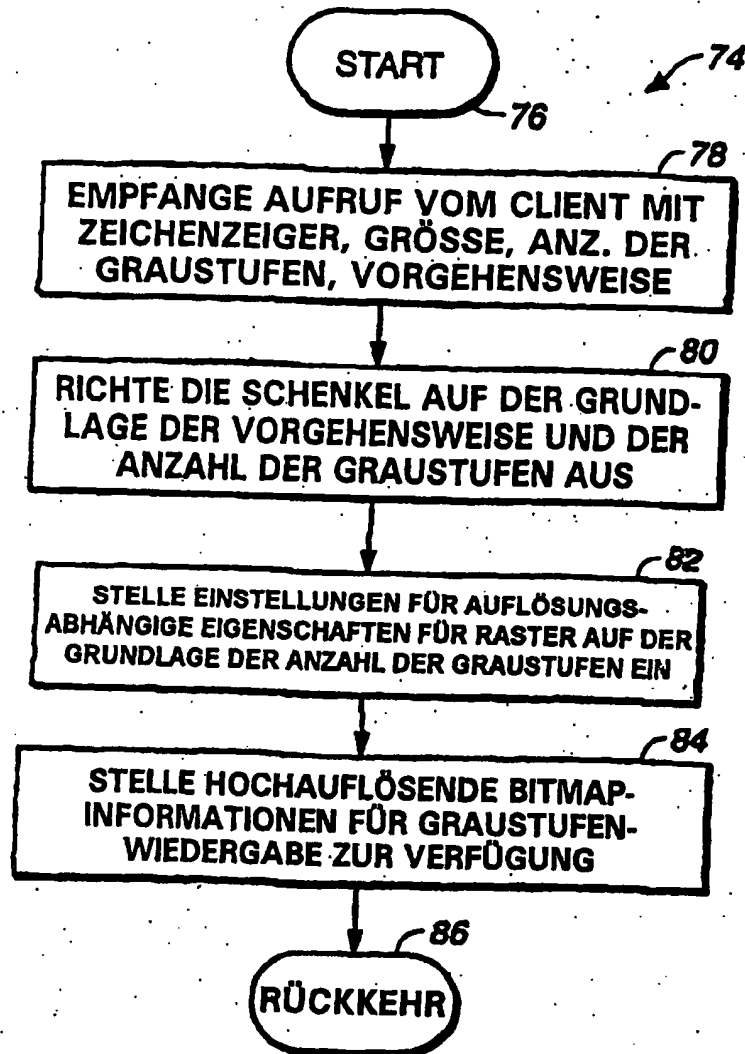 START
74
76
78
EMPFANGE AUFRUF VOM CLIENT MIT
ZEICHENZEIGER, GRÖSSE, ANZ. DER
GRAUSTUFEN, VORGEHENSWEISE
80
RICHTE DIE SCHENKEL AUF DER GRUND-
LAGE DER VORGEHENSWEISE UND DER
ANZAHL DER GRAUSTUFEN AUS
82
STELLE EINSTELLUNGEN FÜR AUFLÖSUNGS-
ABHÄNGIGE EIGENSCHAFTEN FÜR RASTER AUF DER
GRUNDLAGE DER ANZAHL DER GRAUSTUFEN EIN
84
STELLE HOCHAUFLÖSENDE BITMAP-
INFORMATIONEN FÜR GRAUSTUFEN-
WIEDERGABE ZUR VERFÜGUNG
86
RÜCKKEHR